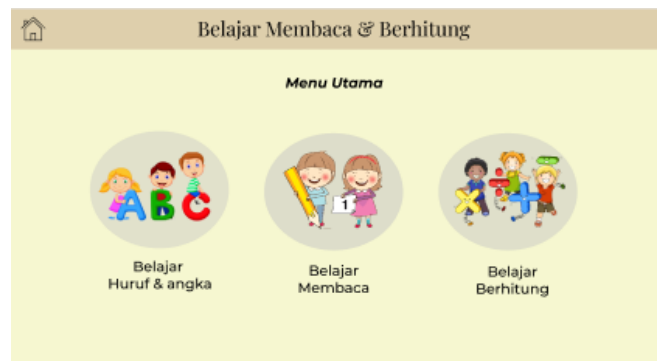 Belajar Membaca & Berhitung
Menu Utama
ABC
1
Belajar
Huruf & angka
Belajar
Membaca
Belajar
Berhitung